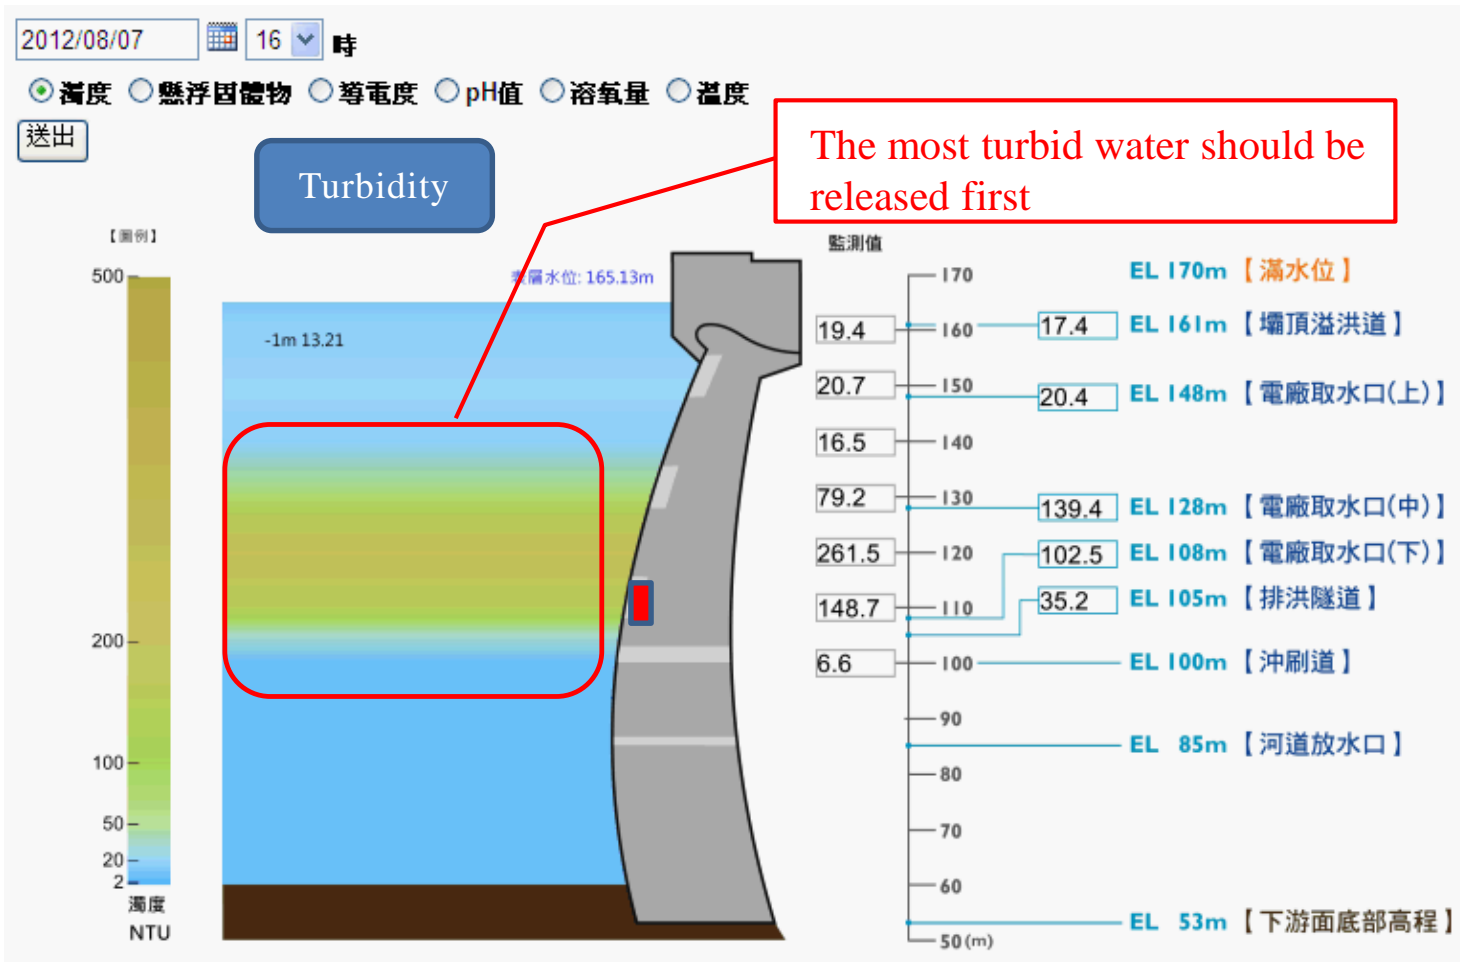 2012/08/07 16 時
濁度 懸浮固體物 導電度 pH值 溶氧量 溫度
送出
The most turbid water should be
released first
Turbidity
【圖例】
監測值
500
表層水位: 165.13m
170
EL 170m【滿水位】
-1m 13.21
19.4
160
17.4
EL 161m【壩頂溢洪道】
20.7
150
20.4
EL 148m【電廠取水口(上)】
16.5
140
79.2
130
139.4
EL 128m【電廠取水口(中)】
261.5
120
102.5
EL 108m【電廠取水口(下)】
148.7
110
35.2
EL 105m【排洪隧道】
200
6.6
100
EL 100m【沖刷道】
90
EL 85m【河道放水口】
100
80
50
70
20
2
60
濁度
NTU
EL 53m【下游面底部高程】
50(m)